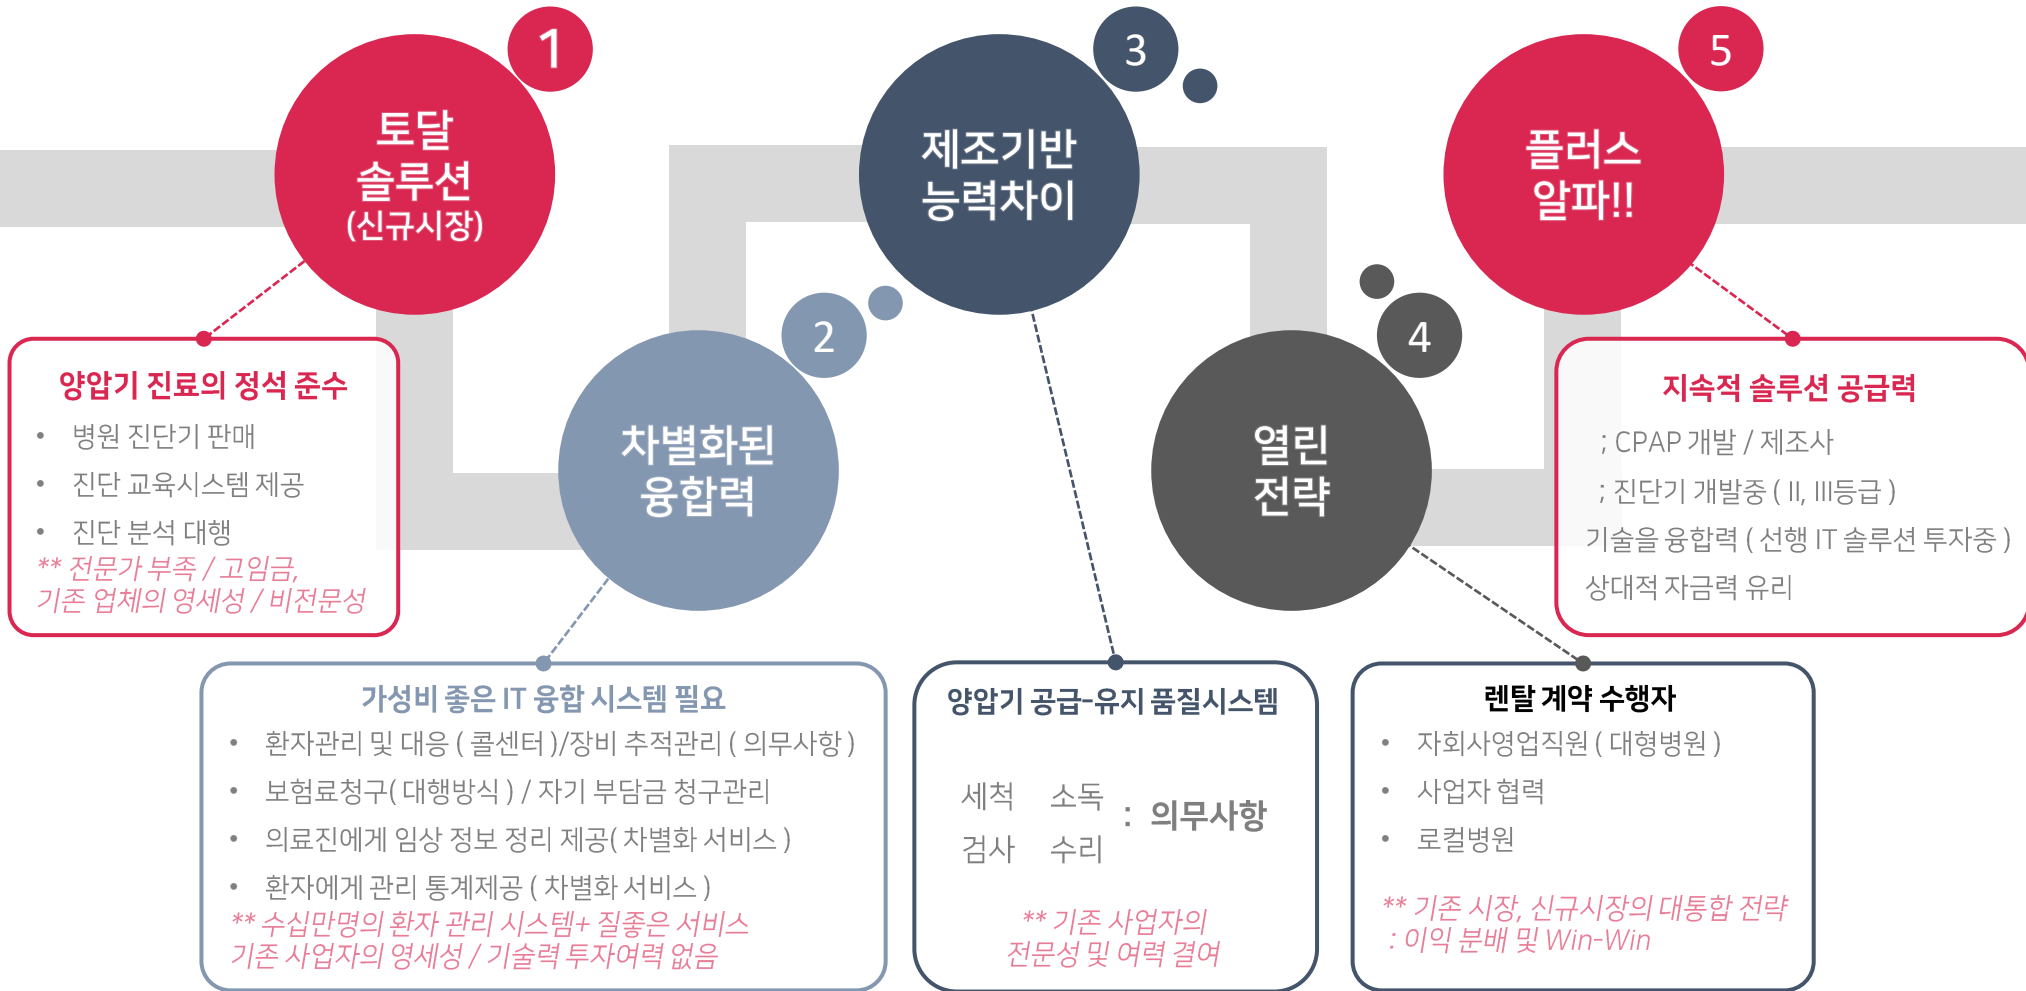 1
토달
솔루션
(신규시장)
양압기 진료의 정석 준수
• 병원 진단기 판매
• 진단 교육시스템 제공
• 진단 분석 대행
** 전문가 부족 / 고임금,
기존 업체의 영세성 / 비전문성
2
차별화된
융합력
가성비 좋은 IT 융합 시스템 필요
• 환자관리 및 대응 ( 콜센터 )/장비 추적관리 ( 의무사항 )
• 보험료청구( 대행방식 ) / 자기 부담금 청구관리
• 의료진에게 임상 정보 정리 제공( 차별화 서비스 )
• 환자에게 관리 통계제공 ( 차별화 서비스 )
** 수십만명의 환자 관리 시스템+ 질좋은 서비스
기존 사업자의 영세성 / 기술력 투자여력 없음
3
제조기반
능력차이
양압기 공급-유지 품질시스템
세척 소독
검사 수리
: 의무사항
** 기존 사업자의
전문성 및 여력 결여
4
열린
전략
렌탈 계약 수행자
• 자회사영업직원 ( 대형병원 )
• 사업자 협력
• 로컬병원
** 기존 시장, 신규시장의 대통합 전략
: 이익 분배 및 Win-Win
5
플러스
알파!!
지속적 솔루션 공급력
; CPAP 개발 / 제조사
; 진단기 개발중 ( II, III등급 )
기술을 융합력 ( 선행 IT 솔루션 투자중 )
상대적 자금력 유리